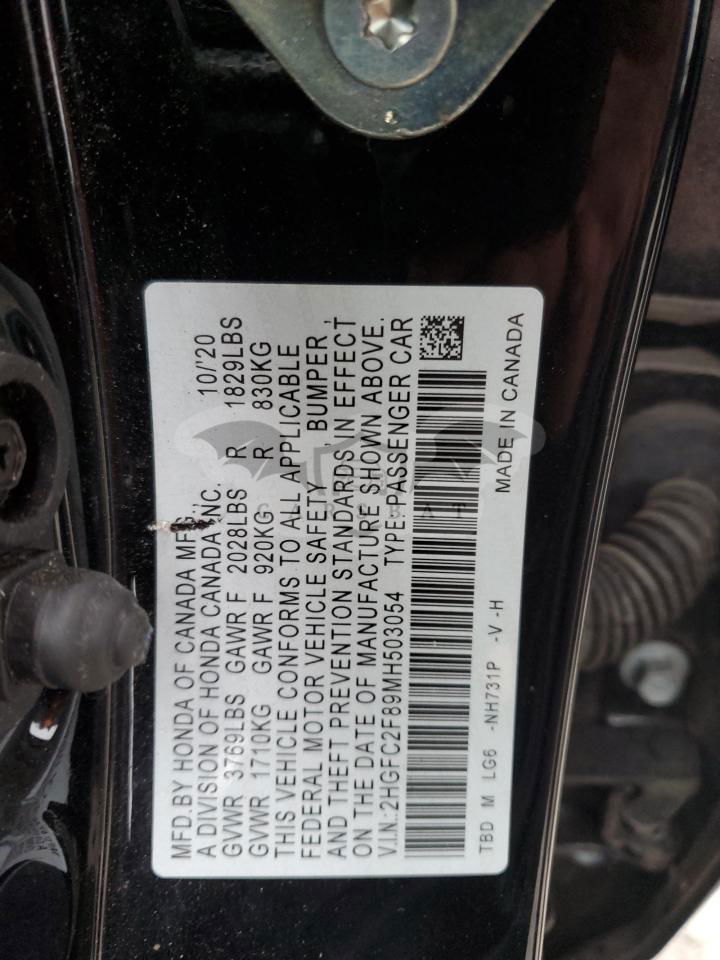 MFD.BY HONDA OF CANADA MFG.,
A DIVISION OF HONDA CANADA INC. 10/'20
GVWR 3769LBS GAWR F 2028LBS R 1829LBS
GVWR 1710KG GAWR F 920KG R 830KG
THIS VEHICLE CONFORMS TO ALL APPLICABLE
FEDERAL MOTOR VEHICLE SAFETY , BUMPER ,
AND THEFT PREVENTION STANDARDS IN EFFECT
ON THE DATE OF MANUFACTURE SHOWN ABOVE.
V.I.N.:2HGFC2F89MH503054 TYPE:PASSENGER CAR
TBD M LG6 -NH731P -V -H MADE IN CANADA